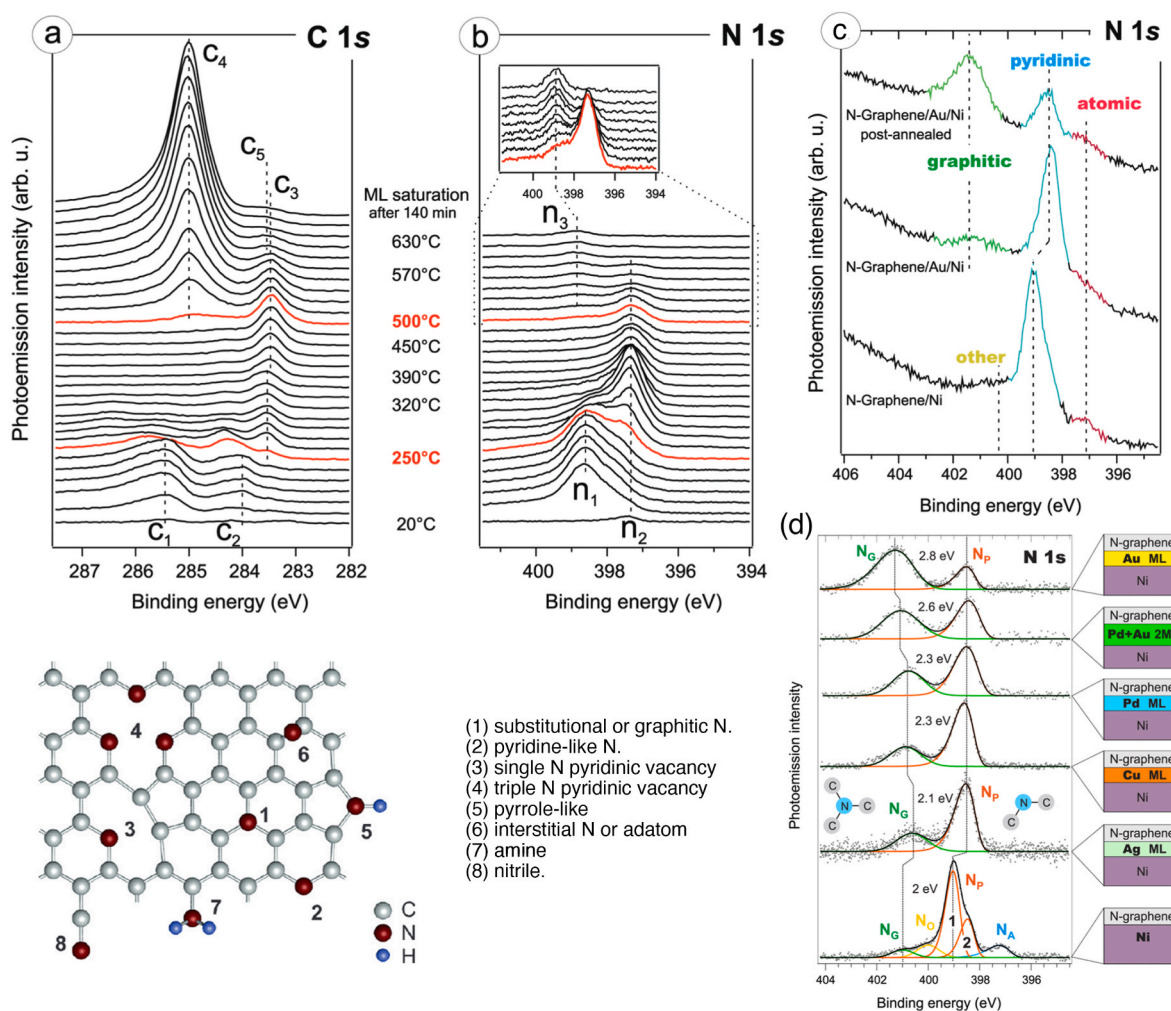 a
C 1s
C4
C5
C3
C1
C2
Photoemission intensity (arb. u.)
287 286 285 284 283 282
Binding energy (eV)
ML saturation
after 140 min
630°C
570°C
500°C
450°C
390°C
320°C
250°C
20°C
b
N 1s
400 398 396 394
n3
n1
n2
400 398 396 394
Binding energy (eV)
c
N 1s
pyridinic
atomic
N-Graphene/Au/Ni
post-annealed
graphitic
N-Graphene/Au/Ni
other
N-Graphene/Ni
Photoemission intensity (arb. u.)
406 404 402 400 398 396
Binding energy (eV)
(d)
N 1s
NG 2.8 eV NP
2.6 eV
2.3 eV
2.3 eV
2.1 eV
C
C N C
C
N C
NG
NP
2 eV
NP
NG NO 1 2 NA
Photoemission intensity
404 402 400 398 396
Binding energy (eV)
N-graphene
Au ML
Ni
N-graphene
Pd+Au 2M
Ni
N-graphene
Pd ML
Ni
N-graphene
Cu ML
Ni
N-graphene
Ag ML
Ni
N-graphene
Ni
4
6
3
1
5
7
2
8
C
N
H
(1) substitutional or graphitic N.
(2) pyridine-like N.
(3) single N pyridinic vacancy
(4) triple N pyridinic vacancy
(5) pyrrole-like
(6) interstitial N or adatom
(7) amine
(8) nitrile.